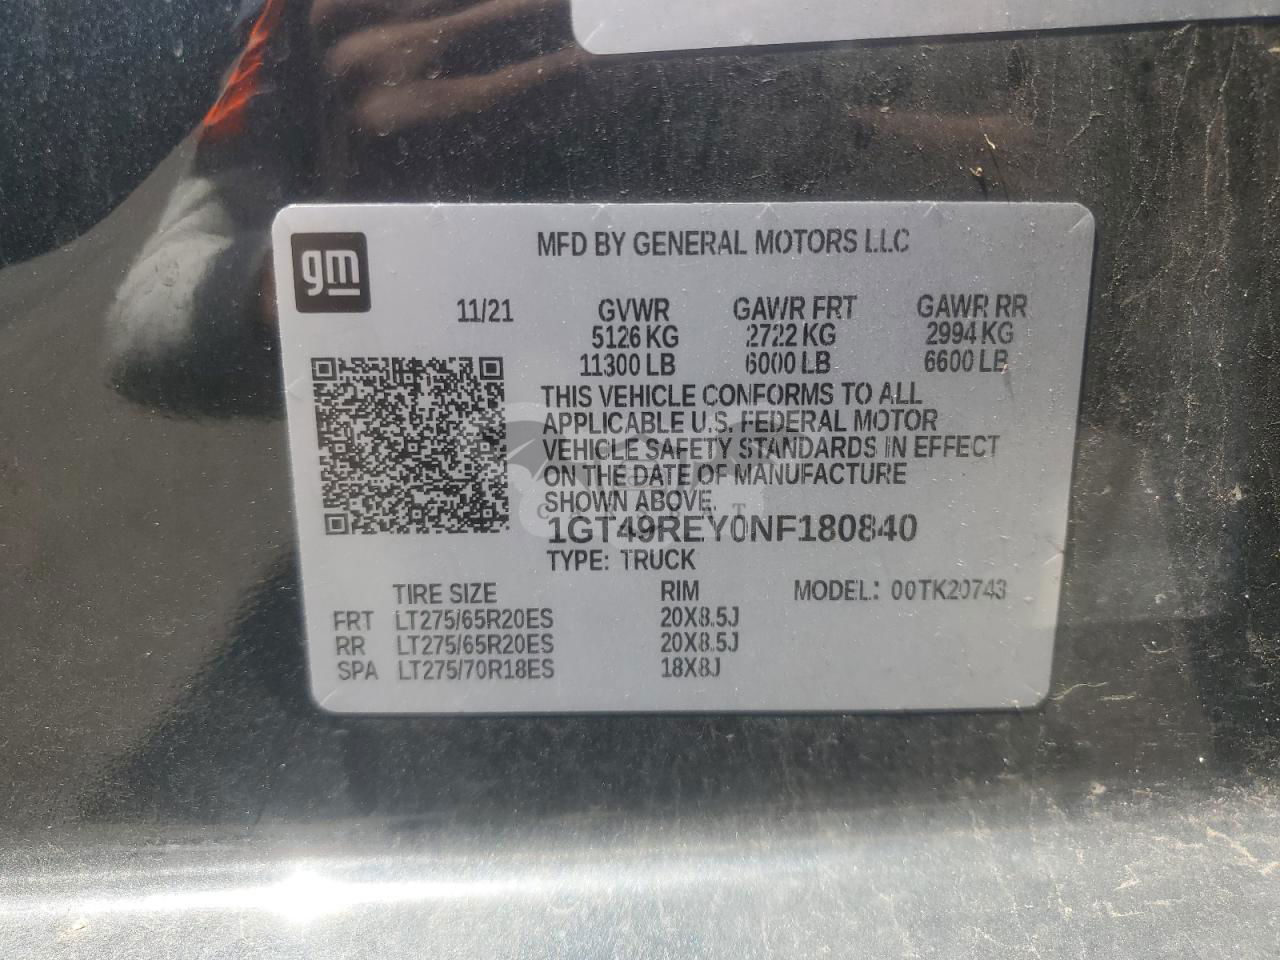 gm
MFD BY GENERAL MOTORS LLC
11/21 GVWR GAWR FRT GAWR RR
5126 KG 2722 KG 2994 KG
11300 LB 6000 LB 6600 LB
THIS VEHICLE CONFORMS TO ALL
APPLICABLE U.S. FEDERAL MOTOR
VEHICLE SAFETY STANDARDS IN EFFECT
ON THE DATE OF MANUFACTURE
SHOWN ABOVE.
1GT49REY0NF180840
TYPE: TRUCK
TIRE SIZE RIM MODEL: 00TK20743
FRT LT275/65R20ES 20X8.5J
RR LT275/65R20ES 20X8.5J
SPA LT275/70R18ES 18X8J